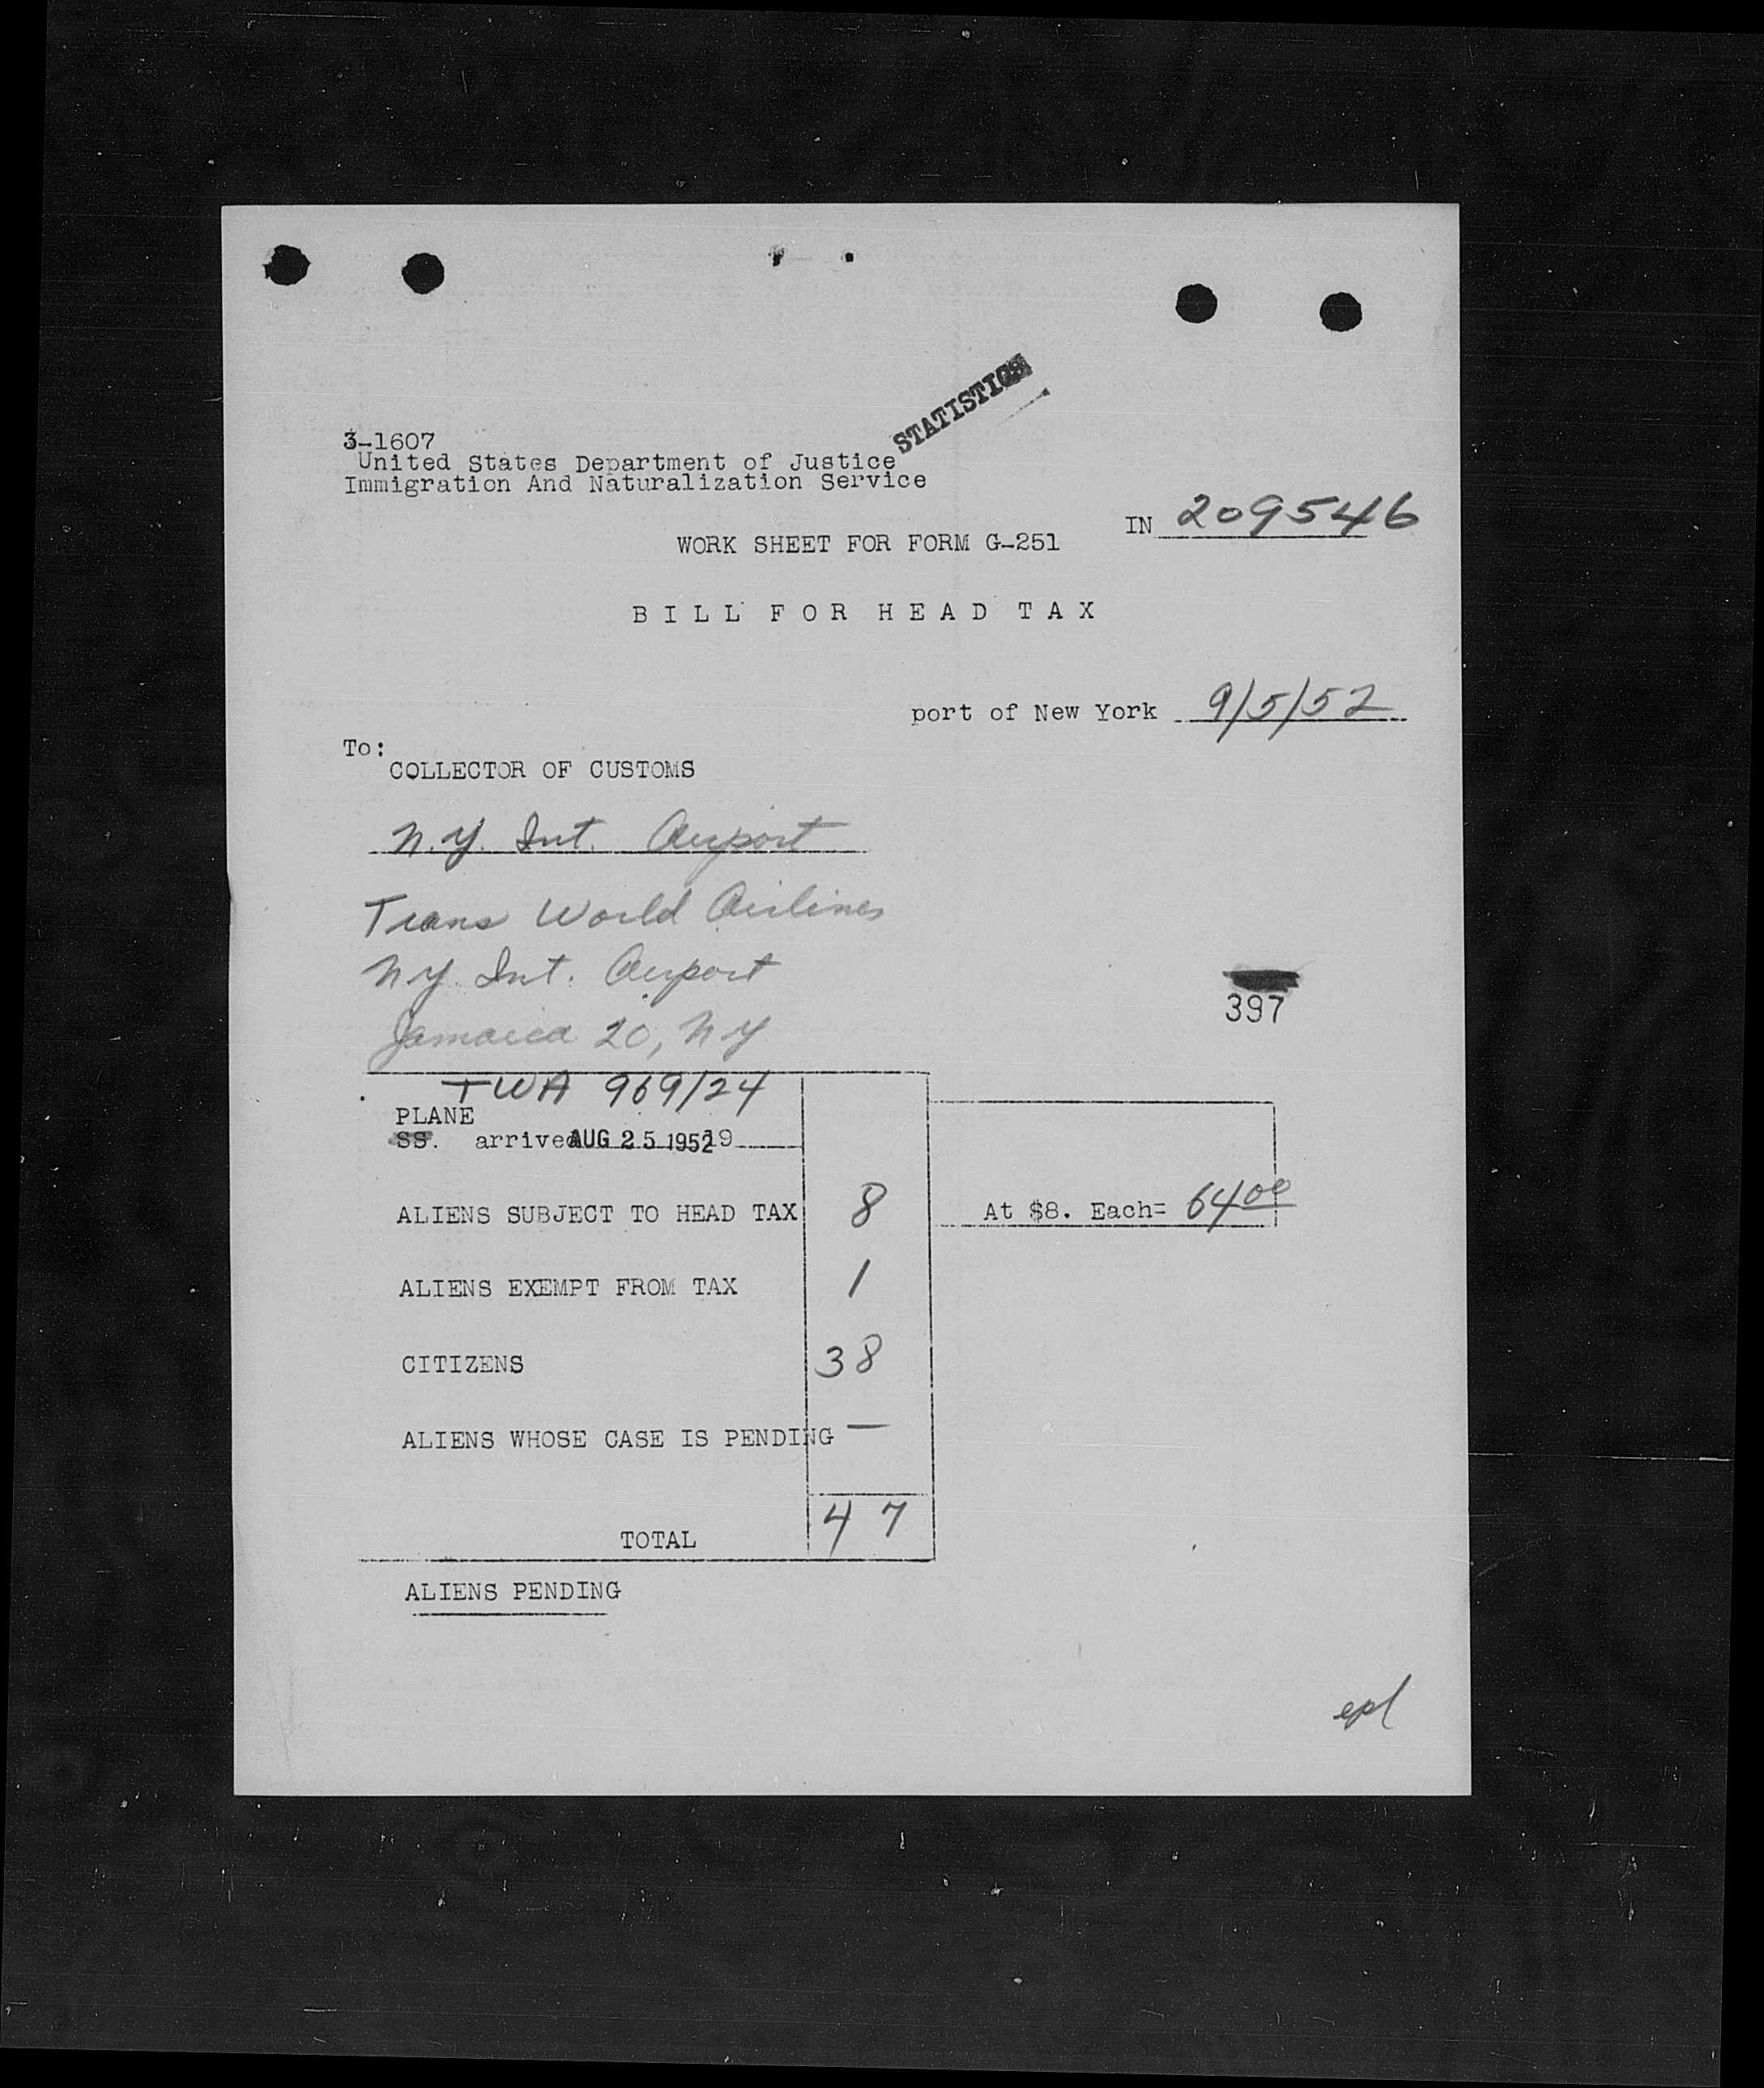 STATISTICS
3-1607
United States Department of Justice
Immigration And Naturalization Service
IN 209546
WORK SHEET FOR FORM G-251
BILL FOR HEAD TAX
port of New York 9/5/52
To:
COLLECTOR OF CUSTOMS
N.Y. Int. Airport
Trans World Airlines
NY. Int. Airport
397
Jamaica 20, NY
TWA 969/24
PLANE
SS. arrived AUG 25 1952 19
ALIENS SUBJECT TO HEAD TAX 8 At $8. Each= 64 00
ALIENS EXEMPT FROM TAX 1
CITIZENS 38
ALIENS WHOSE CASE IS PENDING —
TOTAL 47
ALIENS PENDING
epl